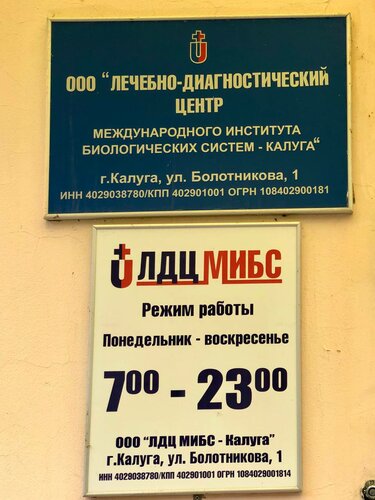 ООО "ЛЕЧЕБНО-ДИАГНОСТИЧЕСКИЙ
ЦЕНТР
МЕЖДУНАРОДНОГО ИНСТИТУТА
БИОЛОГИЧЕСКИХ СИСТЕМ - КАЛУГА"
г.Калуга, ул. Болотникова, 1
ИНН 4029038780/КПП 402901001 ОГРН 108402900181
ЛДЦ МИБС
Режим работы
Понедельник - воскресенье
7⁰⁰ - 23⁰⁰
ООО "ЛДЦ МИБС - Калуга"
г.Калуга, ул. Болотникова, 1
ИНН 4029038780/КПП 402901001 ОГРН 1084029001814